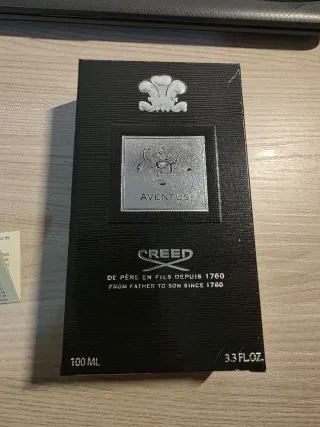 AVENTUS
CREED
DE PÈRE EN FILS DEPUIS 1760
FROM FATHER TO SON SINCE 1760
100 ML
3.3 FL.OZ.